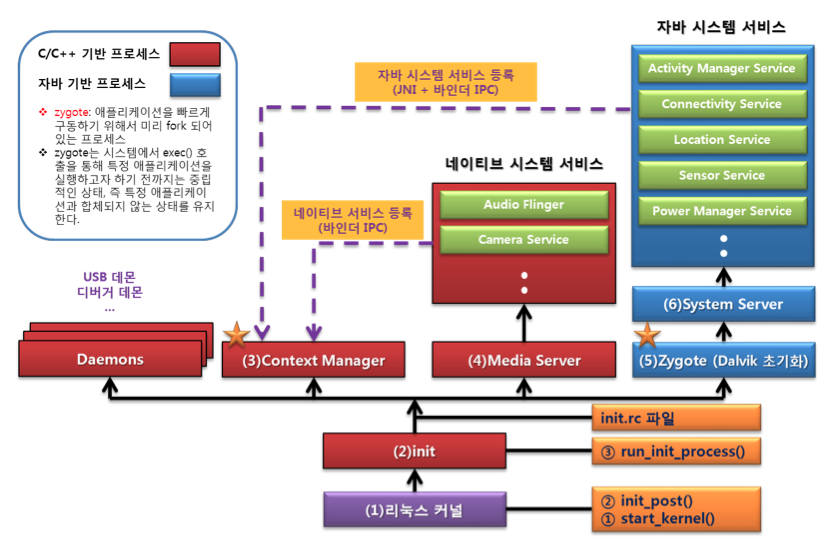 자바 시스템 서비스
C/C++ 기반 프로세스
자바 기반 프로세스
❖ zygote: 애플리케이션을 빠르게
구동하기 위해서 미리 fork 되어
있는 프로세스
❖ zygote는 시스템에서 exec() 호
출을 통해 특정 애플리케이션을
실행하고자 하기 전까지는 중립
적인 상태, 즉 특정 애플리케이
션과 합체되지 않는 상태를 유지
한다.
자바 시스템 서비스 등록
(JNI + 바인더 IPC)
Activity Manager Service
Connectivity Service
Location Service
Sensor Service
Power Manager Service
네이티브 시스템 서비스
Audio Flinger
Camera Service
네이티브 서비스 등록
(바인더 IPC)
USB 데몬
디버거 데몬
...
(6)System Server
Daemons
(3)Context Manager
(4)Media Server
(5)Zygote (Dalvik 초기화)
init.rc 파일
(2)init
③ run_init_process()
(1)리눅스 커널
② init_post()
① start_kernel()